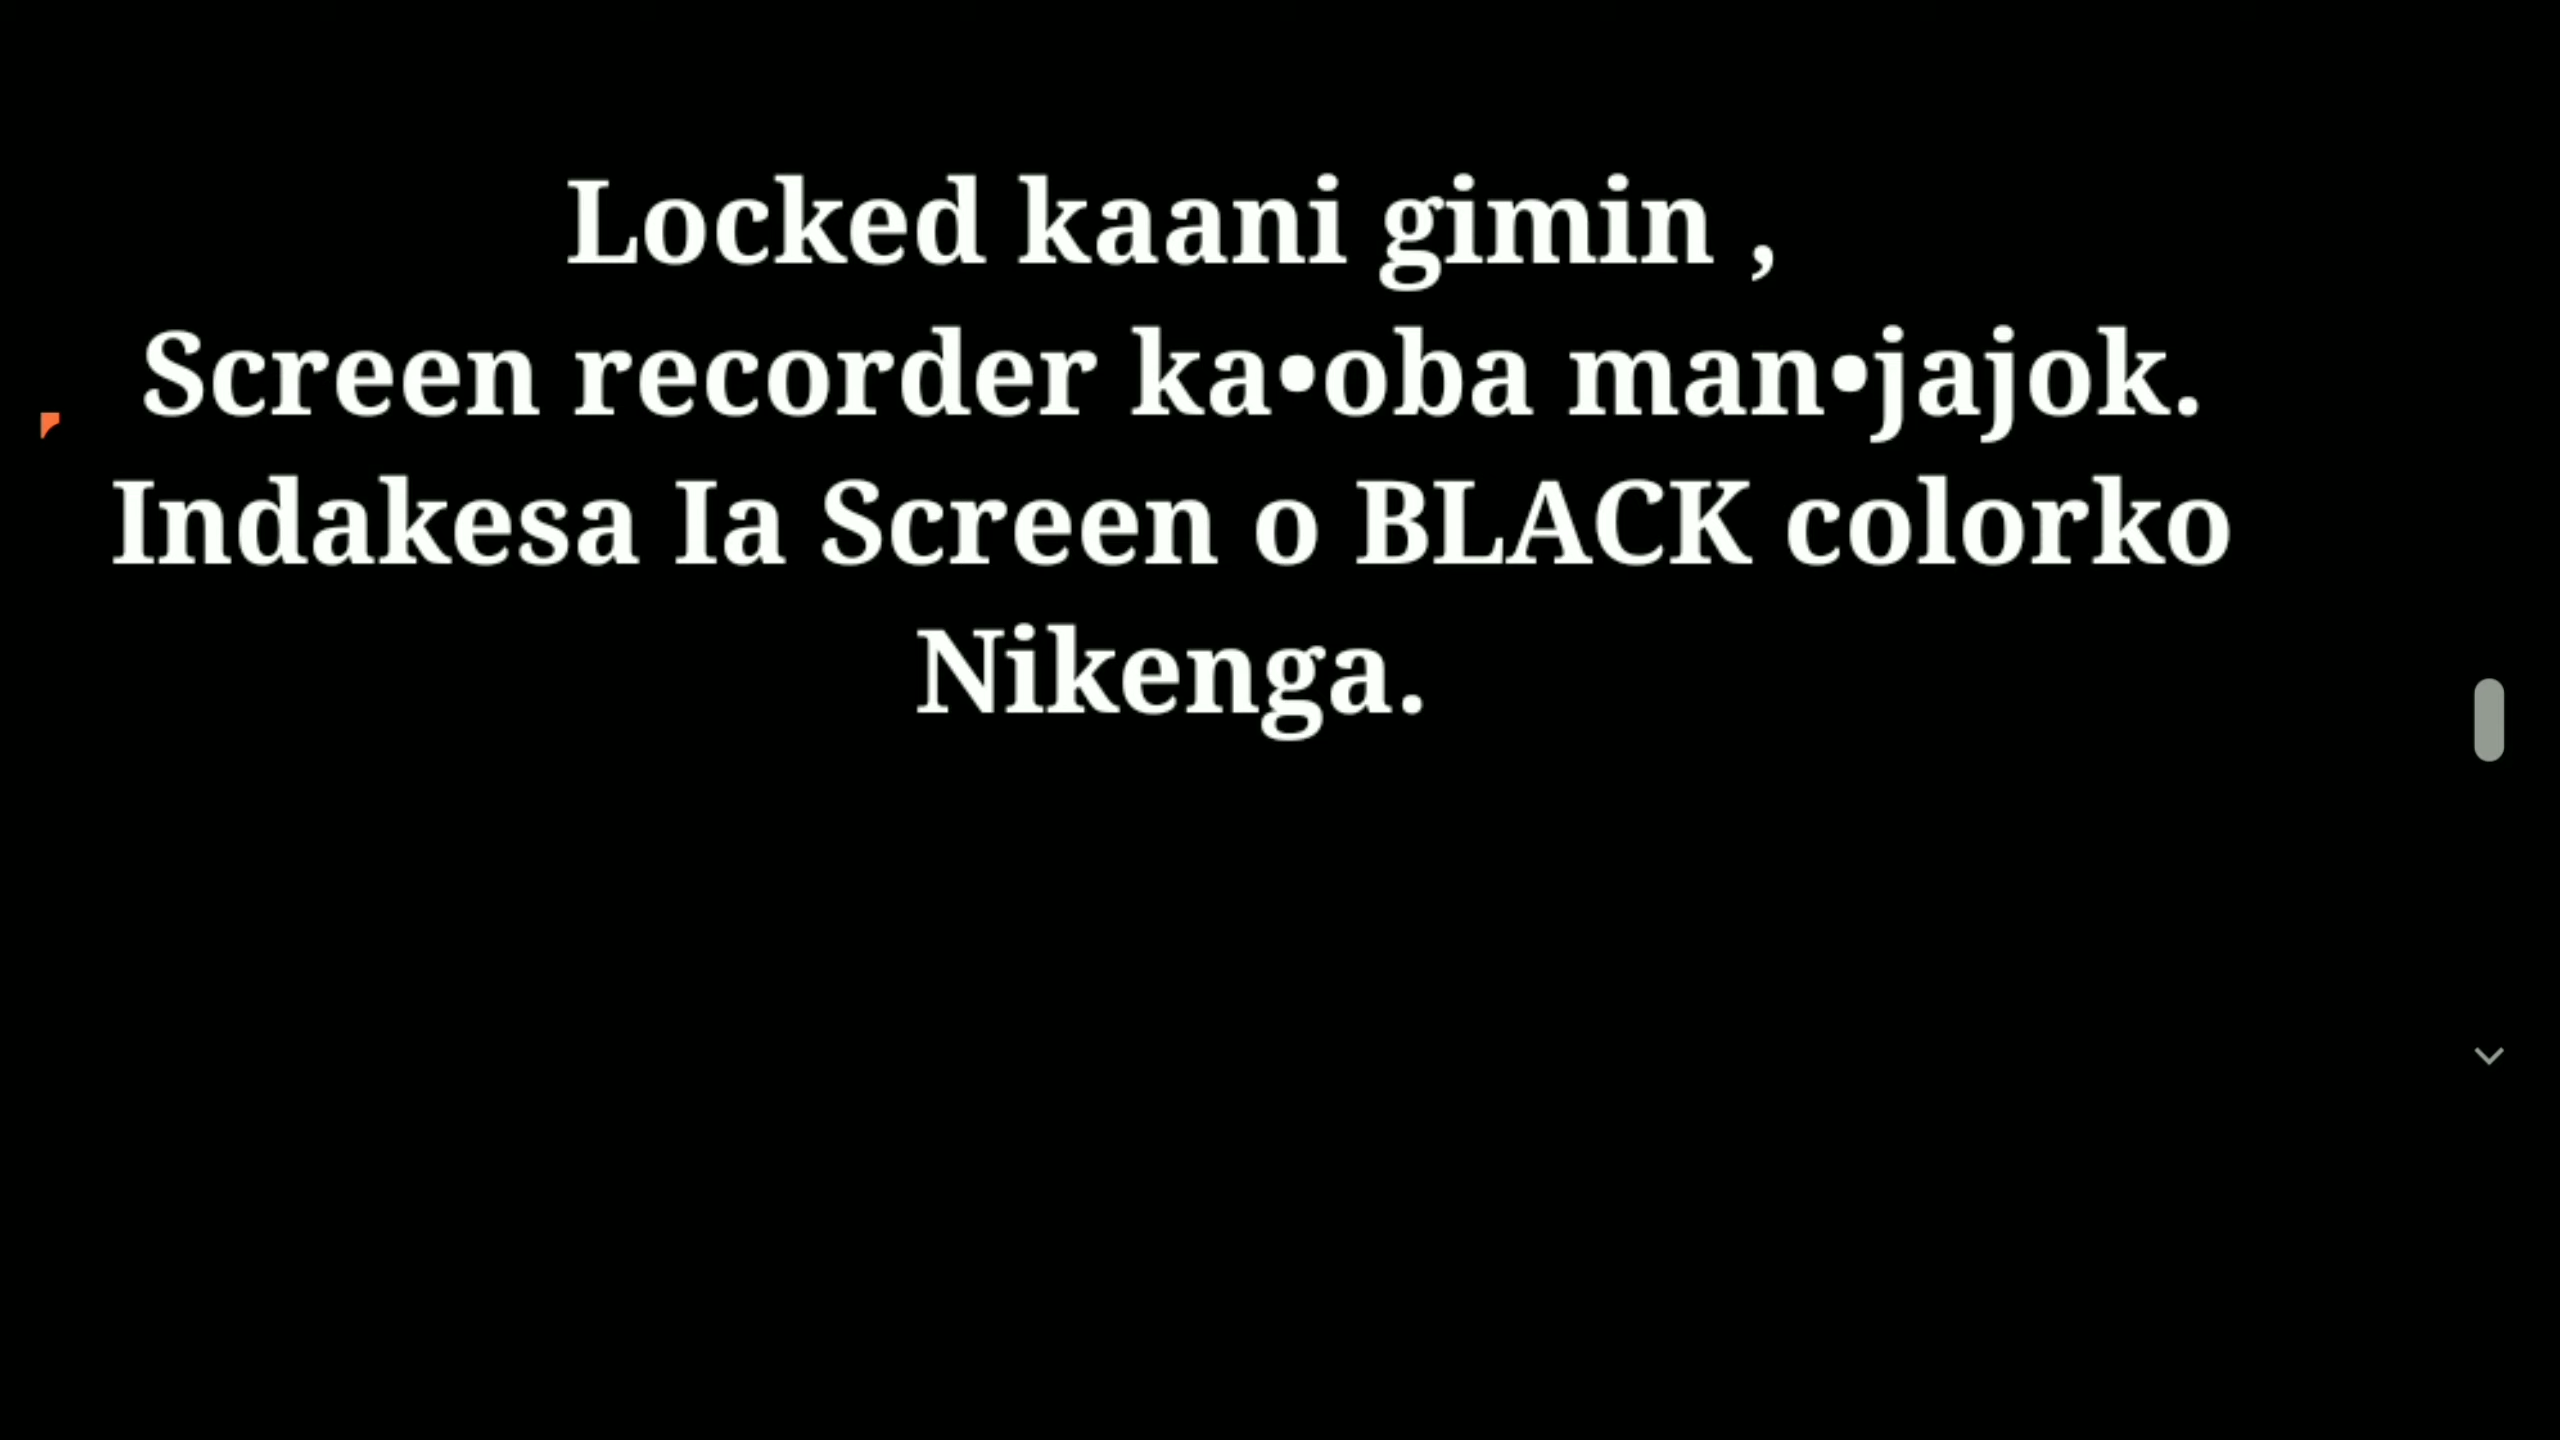 Locked kaani gimin ,
Screen recorder ka•oba man•jajok.
Indakesa Ia Screen o BLACK colorko
Nikenga.